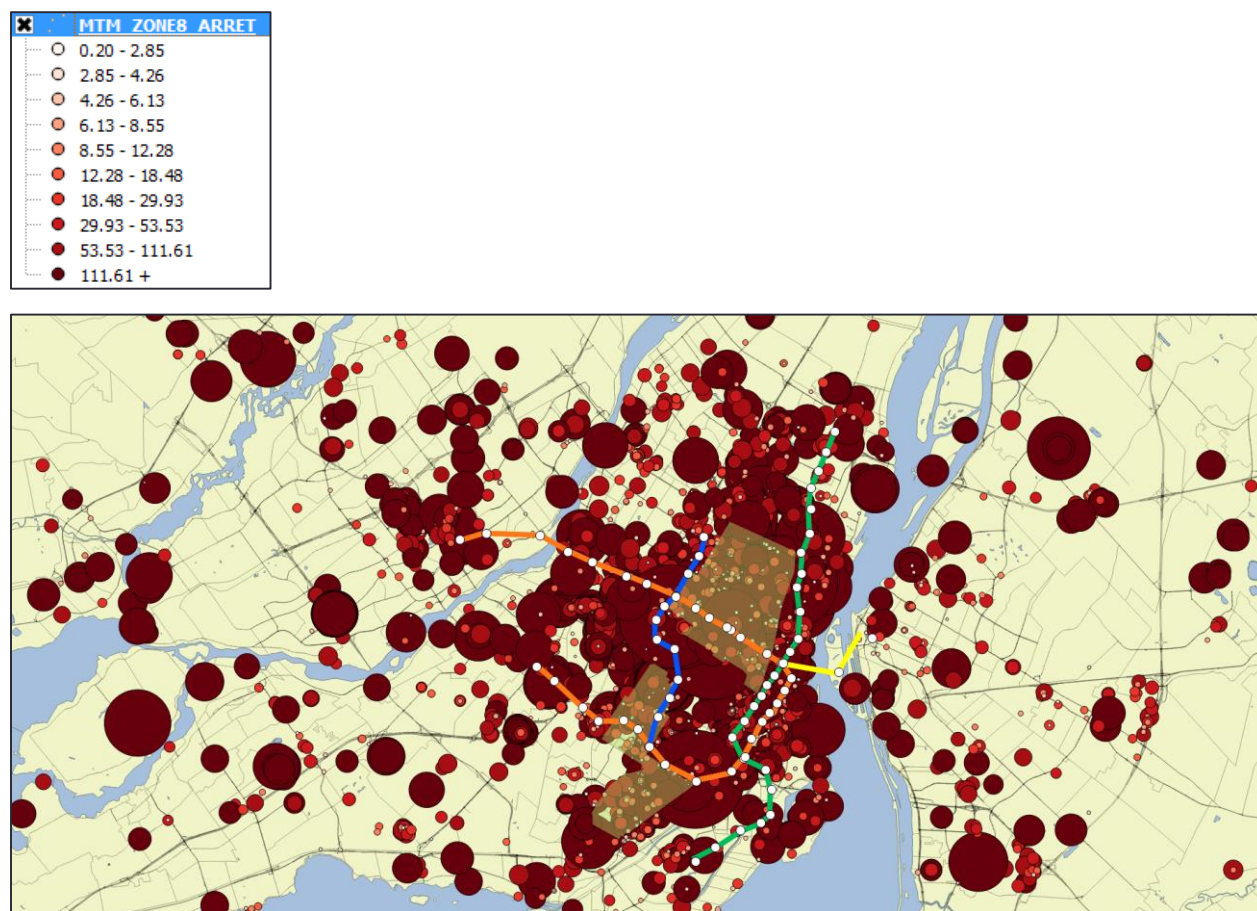 MTM_ZONE8_ARRET
0.20 - 2.85
2.85 - 4.26
4.26 - 6.13
6.13 - 8.55
8.55 - 12.28
12.28 - 18.48
18.48 - 29.93
29.93 - 53.53
53.53 - 111.61
111.61 +